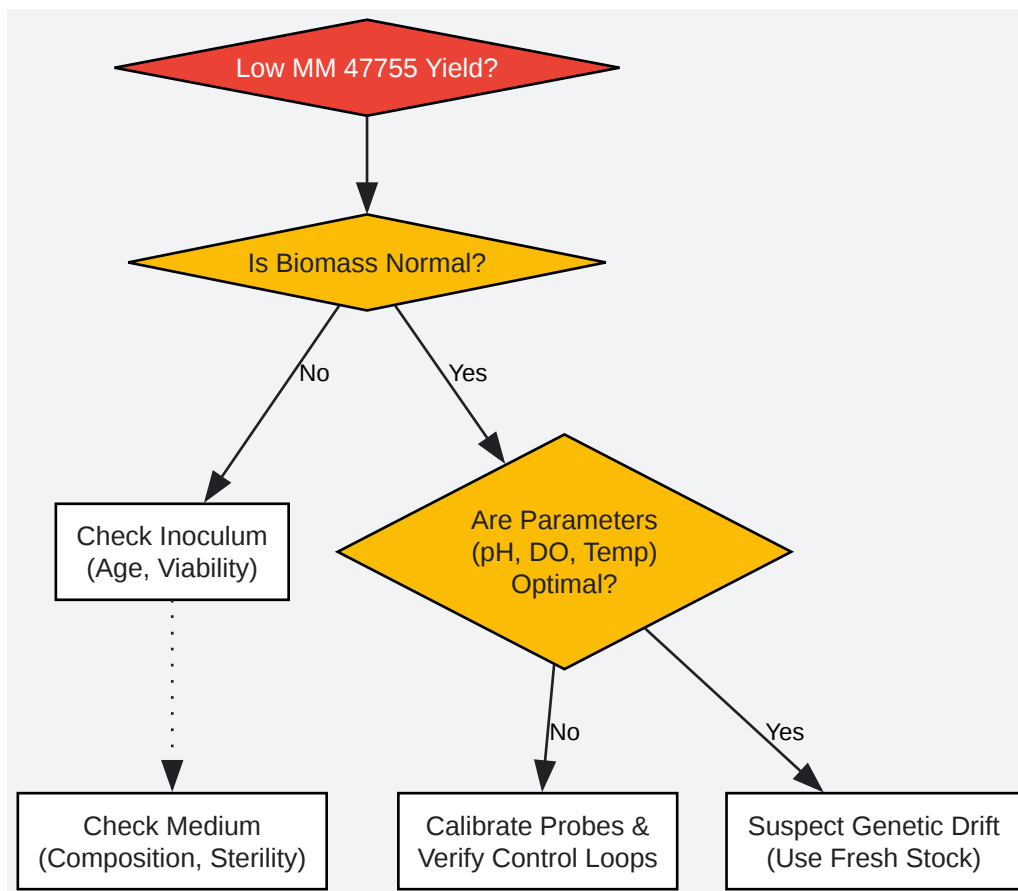 Low MM 47755 Yield?
Is Biomass Normal?
No
Yes
Check Inoculum
(Age, Viability)
Are Parameters
(pH, DO, Temp)
Optimal?
No
Yes
Check Medium
(Composition, Sterility)
Calibrate Probes &
Verify Control Loops
Suspect Genetic Drift
(Use Fresh Stock)